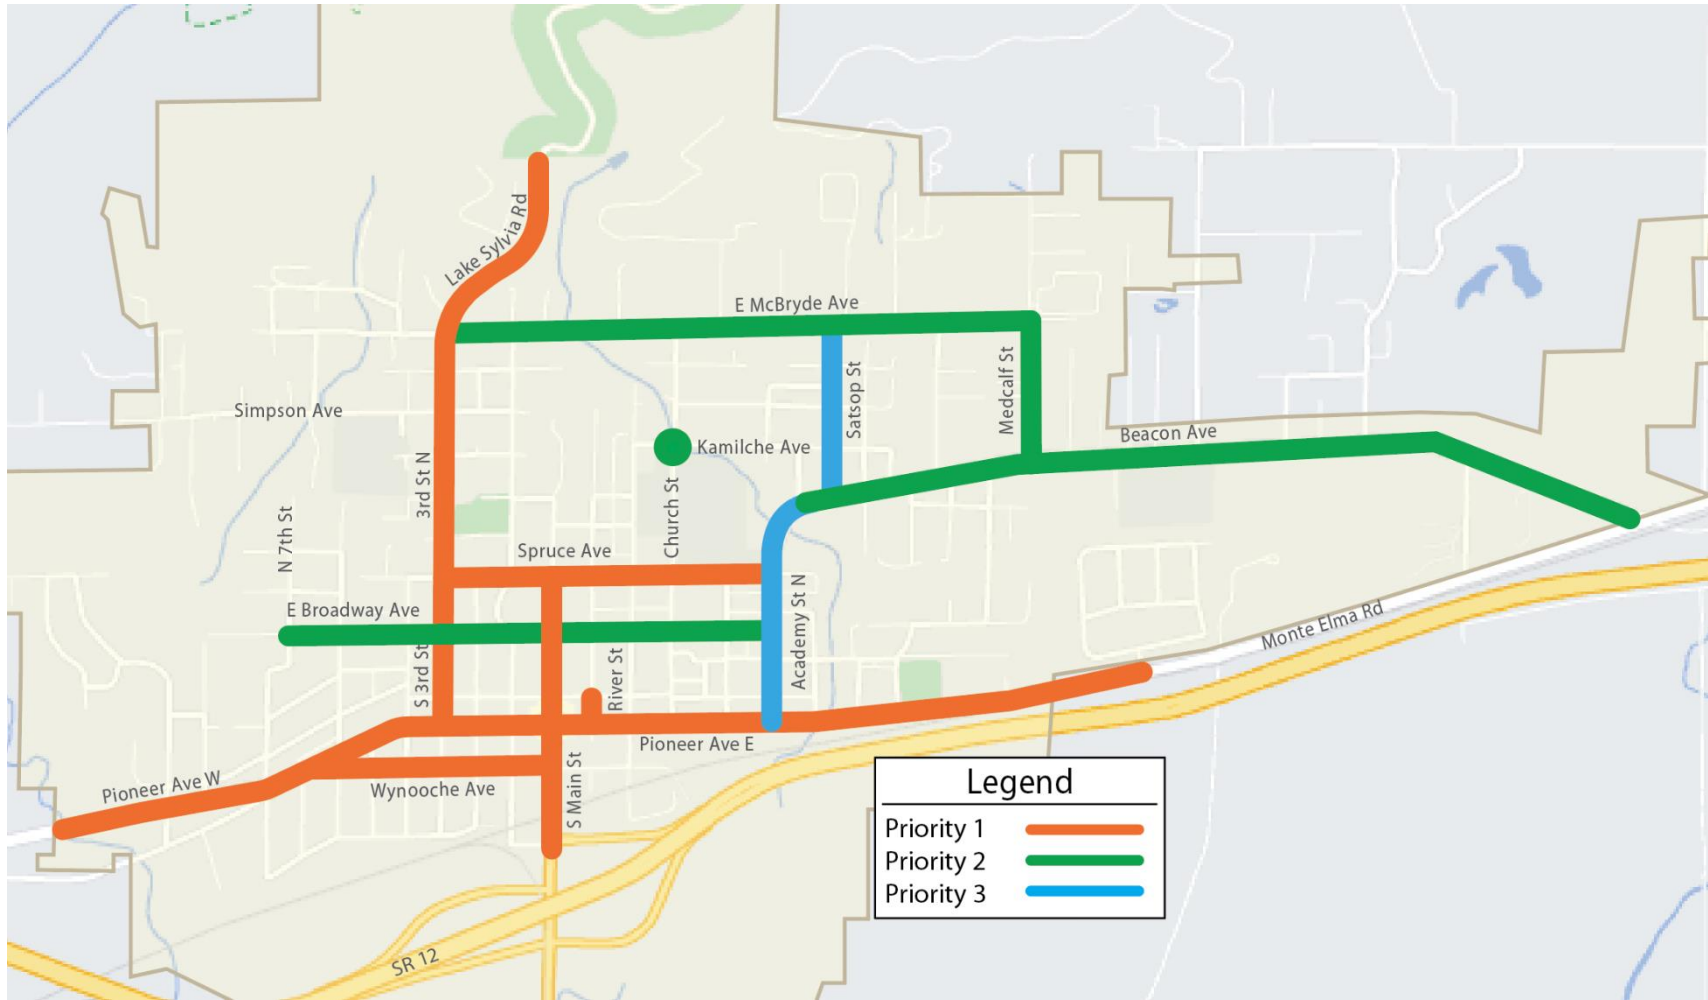 Lake Sylvia Rd
E McBryde Ave
Satsop St
Medcalf St
Simpson Ave
Kamilche Ave
Beacon Ave
3rd St N
Church St
N 7th St
Spruce Ave
E Broadway Ave
S 3rd St
River St
Academy St N
Monte Elma Rd
Pioneer Ave E
Pioneer Ave W
Wynooche Ave
S Main St
SR 12
Legend
Priority 1
Priority 2
Priority 3